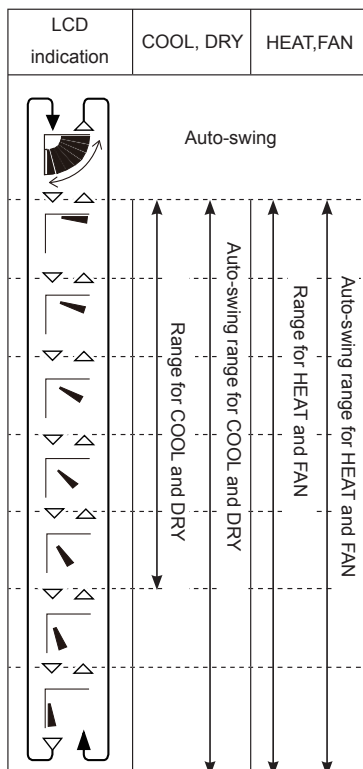 LCD
indication
COOL, DRY
HEAT,FAN
Auto-swing
Range for COOL and DRY
Auto-swing range for COOL and DRY
Range for HEAT and FAN
Auto-swing range for HEAT and FAN